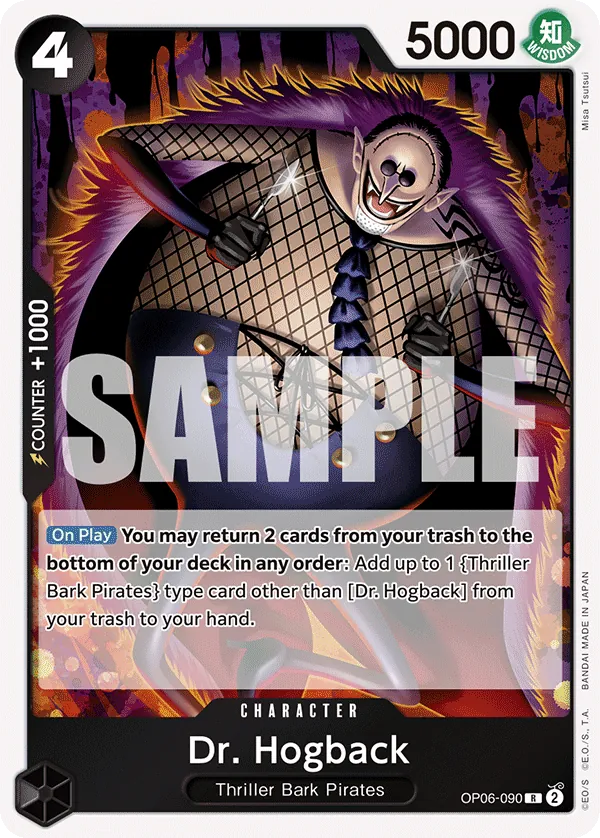 4
5000
知
WISDOM
Misa Tsutsui
COUNTER +1000
SAMPLE
On Play You may return 2 cards from your trash to the
bottom of your deck in any order: Add up to 1 {Thriller
Bark Pirates} type card other than [Dr. Hogback] from
your trash to your hand.
CHARACTER
Dr. Hogback
Thriller Bark Pirates
OP06-090 R 2
©EO/S ©E.O./S., T.A. BANDAI MADE IN JAPAN